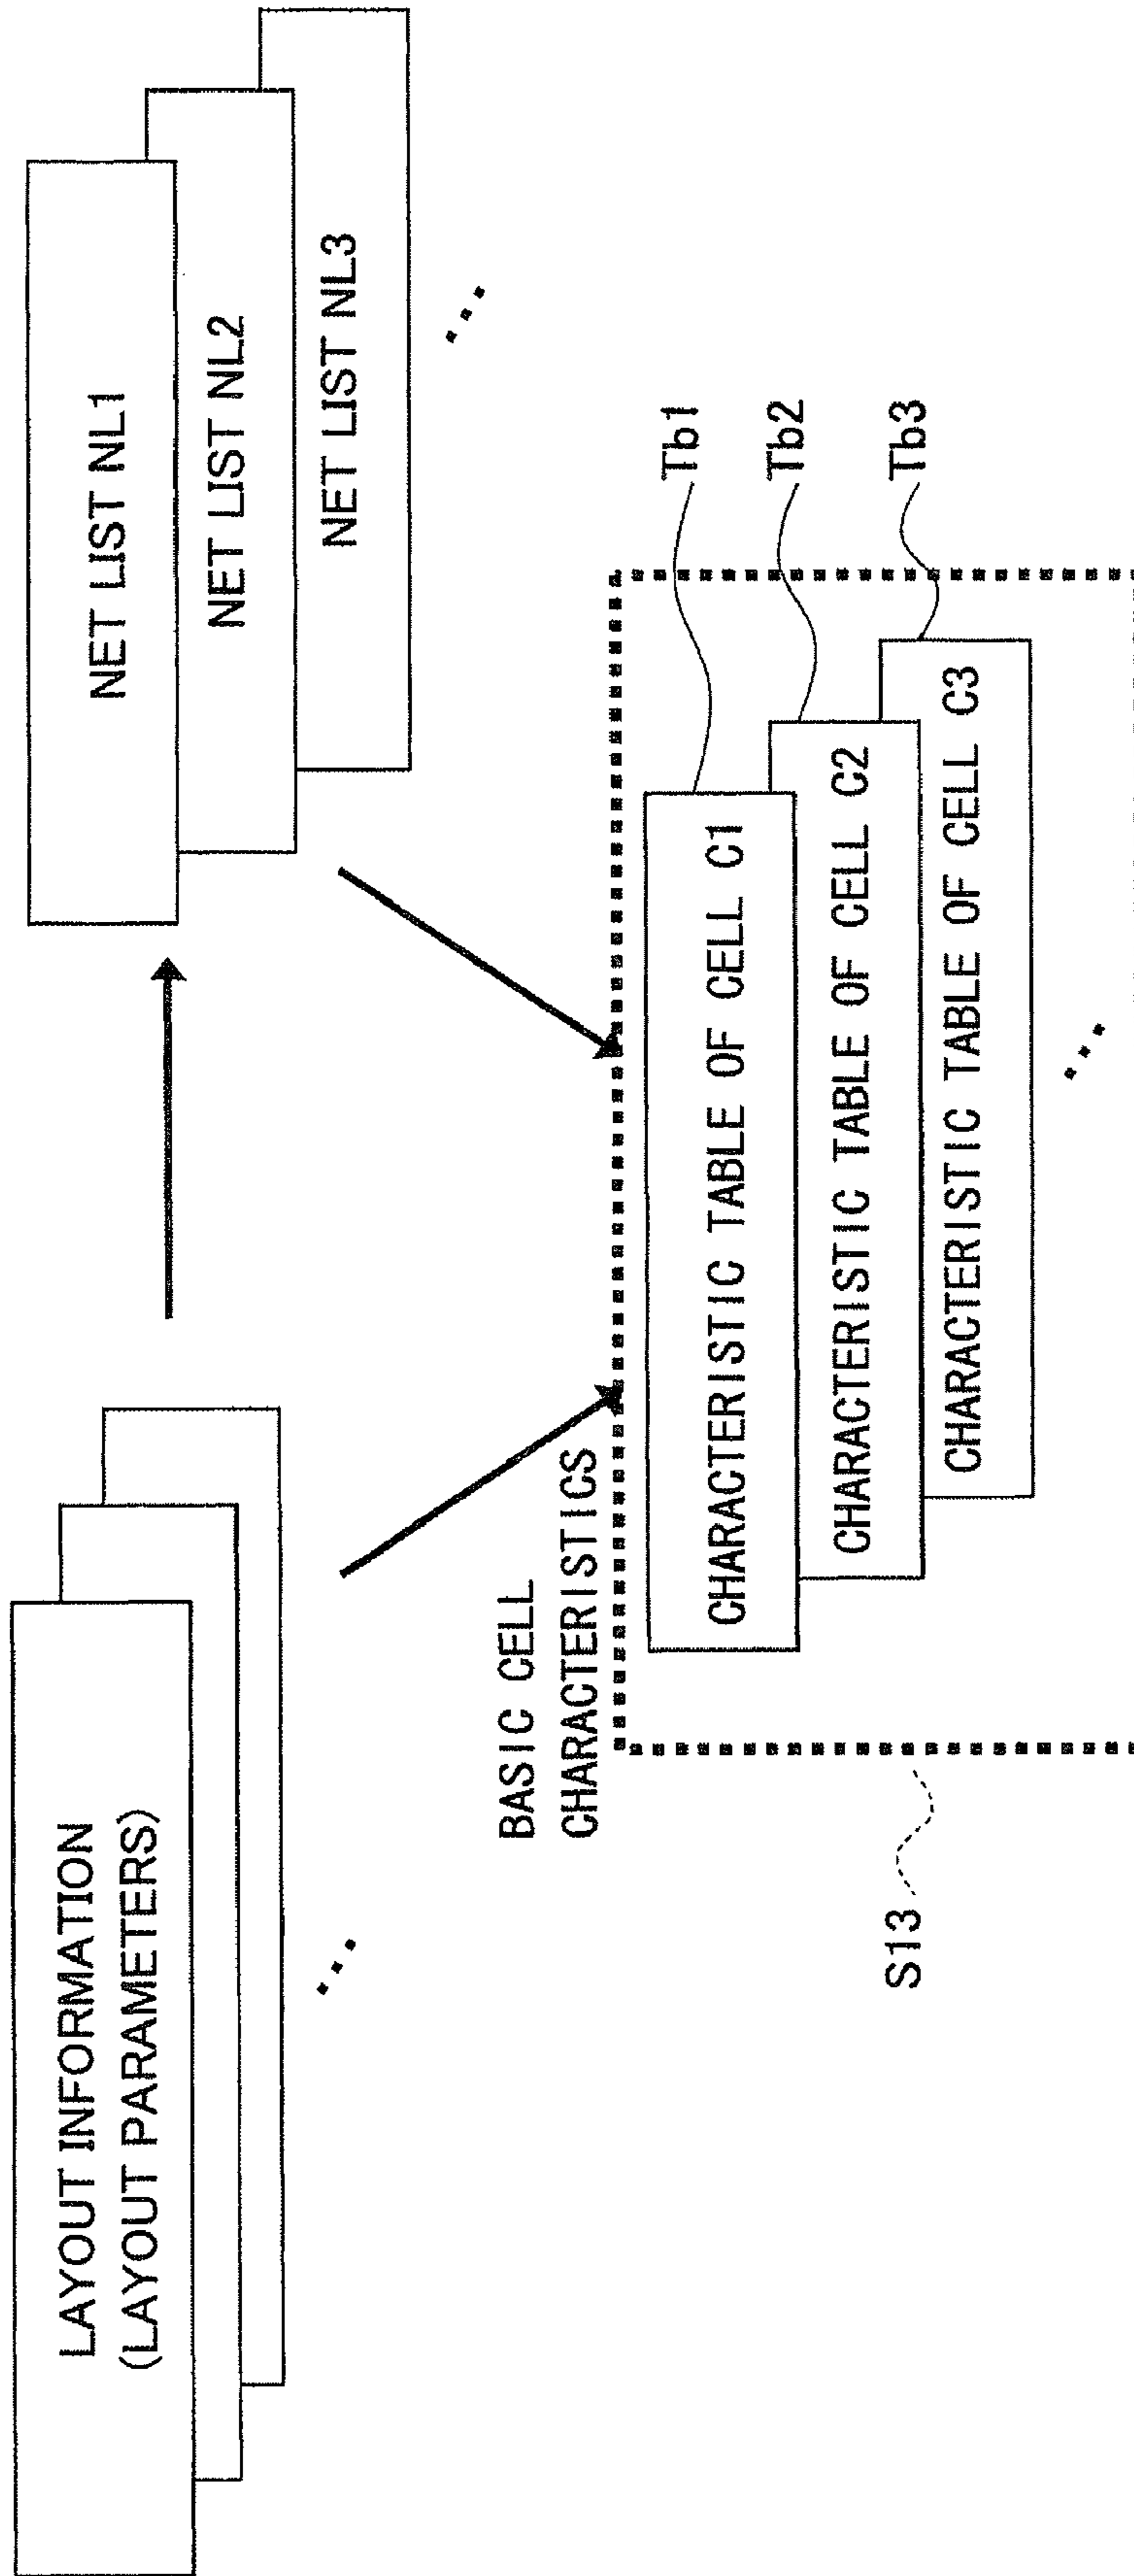 LAYOUT INFORMATION
(LAYOUT PARAMETERS)
NET LIST NL1
NET LIST NL2
NET LIST NL3
BASIC CELL
CHARACTERISTICS
CHARACTERISTIC TABLE OF CELL C1
CHARACTERISTIC TABLE OF CELL C2
CHARACTERISTIC TABLE OF CELL C3
Tb1
Tb2
Tb3
S13